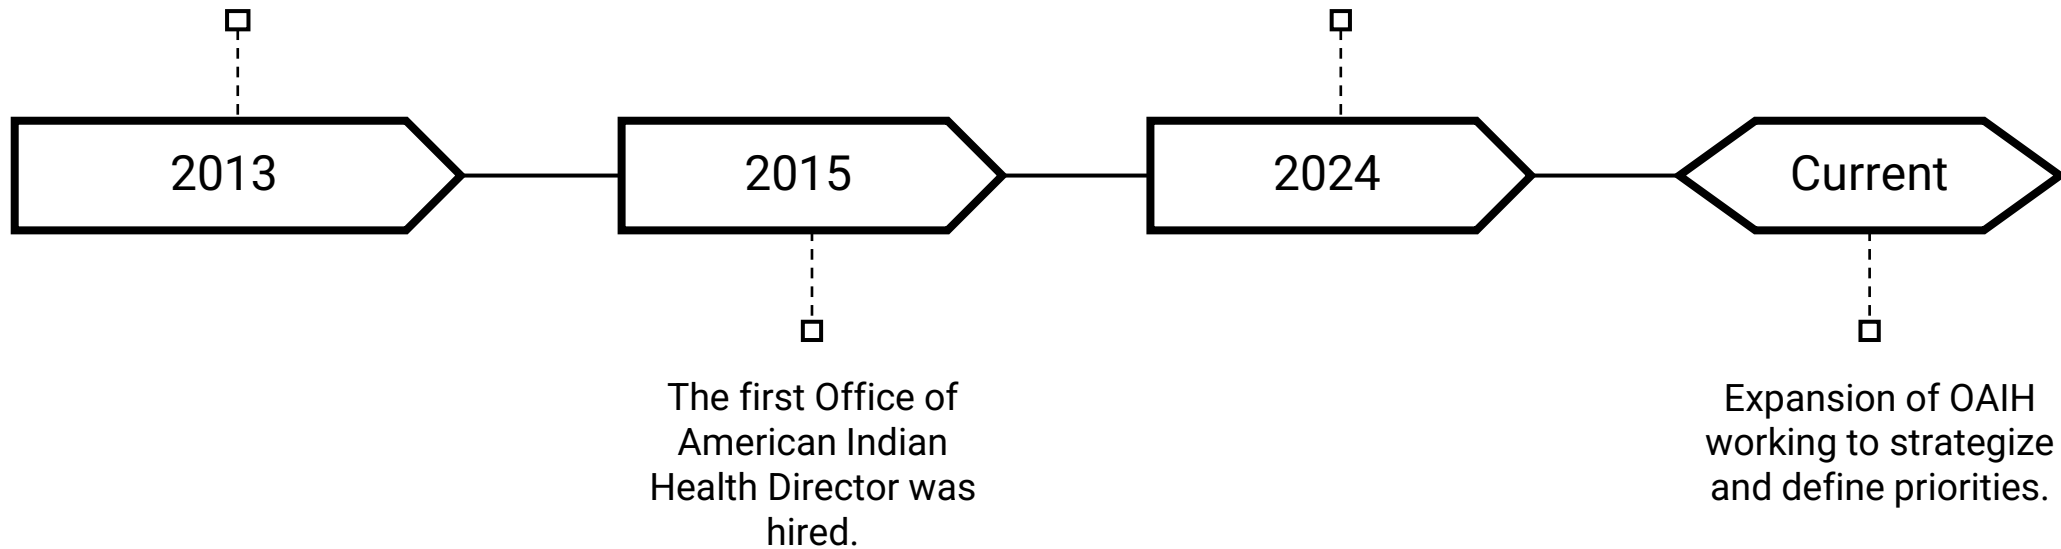 2013
2015
2024
Current
The first Office of
American Indian
Health Director was
hired.
Expansion of OAIH
working to strategize
and define priorities.